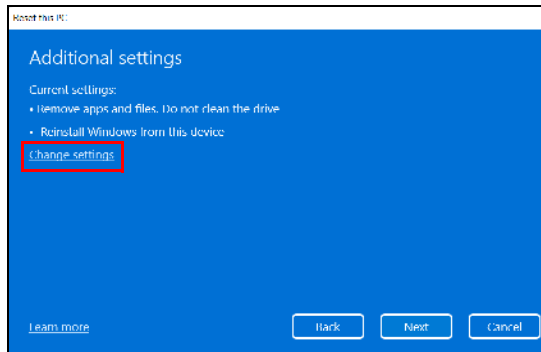 Reset this PC
Additional settings
Current settings:
• Remove apps and files. Do not clean the drive
• Reinstall Windows from this device
Change settings
Learn more
Back
Next
Cancel